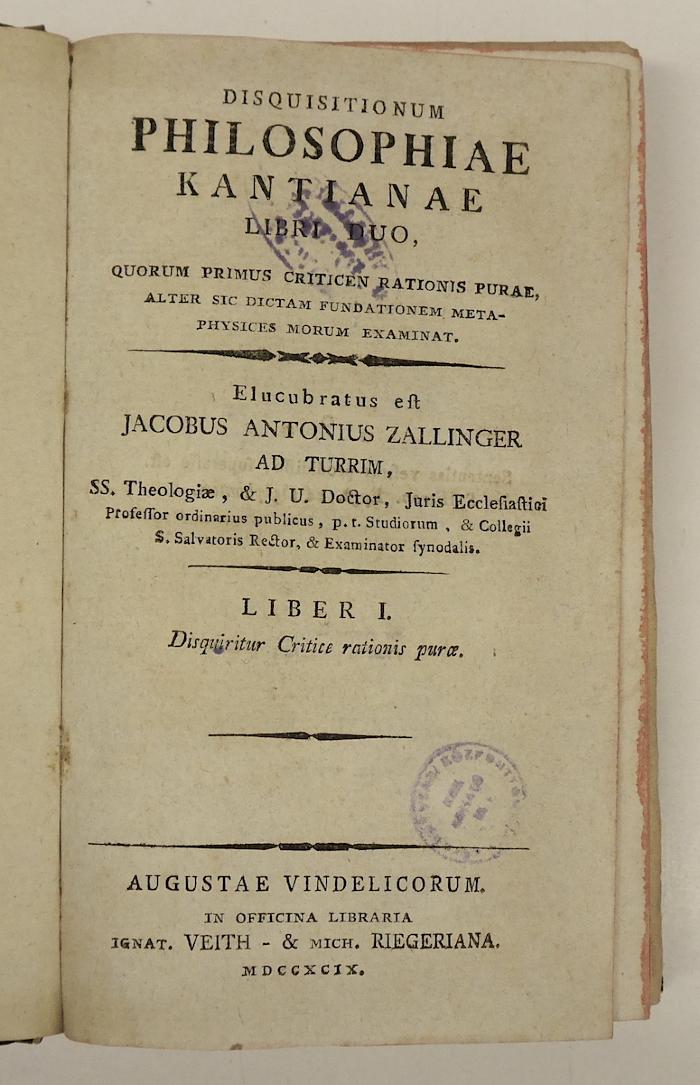 DISQUISITIONUM
PHILOSOPHIAE
KANTIANAE
LIBRI DUO,
QUORUM PRIMUS CRITICEN RATIONIS PURAE,
ALTER SIC DICTAM FUNDATIONEM META-
PHYSICES MORUM EXAMINAT.
Elucubratus eſt
JACOBUS ANTONIUS ZALLINGER
AD TURRIM,
SS. Theologiæ, & J. U. Doctor, Juris Eccleſiaſtici
Profeſſor ordinarius publicus, p. t. Studiorum, & Collegii
S. Salvatoris Rector, & Examinator ſynodalis.
LIBER I.
Disquiritur Critice rationis puræ.
AUGUSTAE VINDELICORUM.
IN OFFICINA LIBRARIA
IGNAT. VEITH - & MICH. RIEGERIANA.
MDCCXCIX.